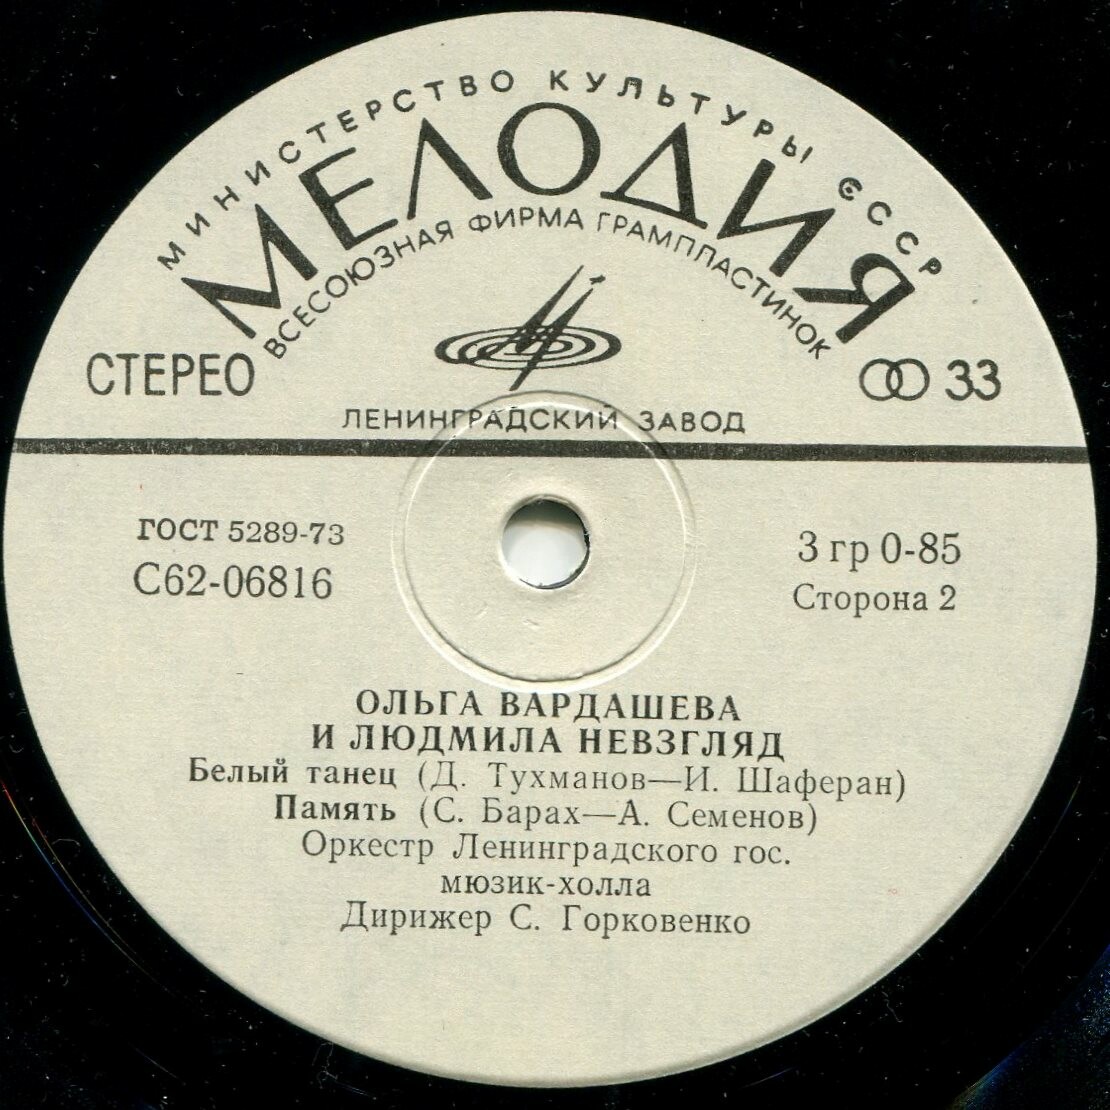 МИНИСТЕРСТВО КУЛЬТУРЫ СССР
МЕЛОДИЯ
ВСЕСОЮЗНАЯ ФИРМА ГРАМПЛАСТИНОК
СТЕРЕО
33
ЛЕНИНГРАДСКИЙ ЗАВОД
ГОСТ 5289-73
С62-06816
3 гр 0-85
Сторона 2
ОЛЬГА ВАРДАШЕВА
И ЛЮДМИЛА НЕВЗГЛЯД
Белый танец (Д. Тухманов—И. Шаферан)
Память (С. Барах—А. Семенов)
Оркестр Ленинградского гос.
мюзик-холла
Дирижер С. Горковенко